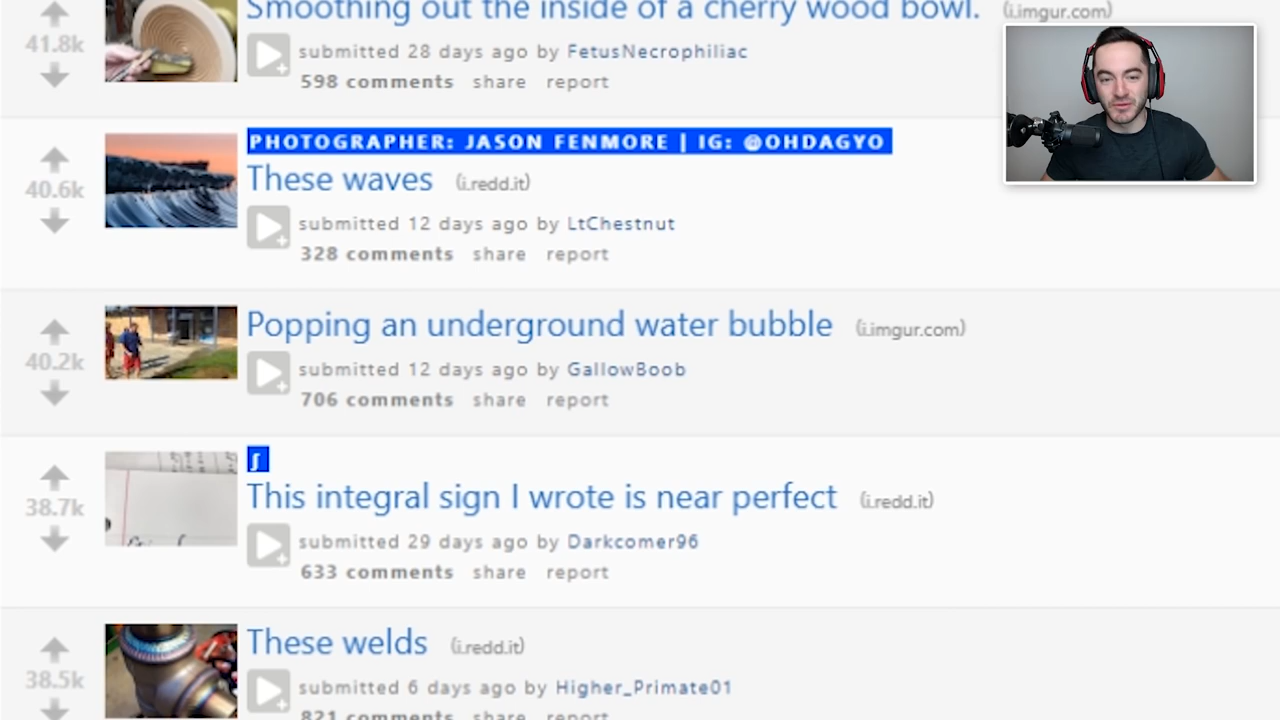 Smoothing out the inside of a cherry wood bowl. (i.imgur.com)
41.8k
submitted 28 days ago by FetusNecrophiliac
598 comments share report
PHOTOGRAPHER: JASON FENMORE | IG: @OHDAGYO
These waves (i.redd.it)
40.6k
submitted 12 days ago by LtChestnut
328 comments share report
Popping an underground water bubble (i.imgur.com)
40.2k
submitted 12 days ago by GallowBoob
706 comments share report
∫
This integral sign I wrote is near perfect (i.redd.it)
38.7k
submitted 29 days ago by Darkcomer96
633 comments share report
These welds (i.redd.it)
38.5k
submitted 6 days ago by Higher_Primate01
821 comments share report